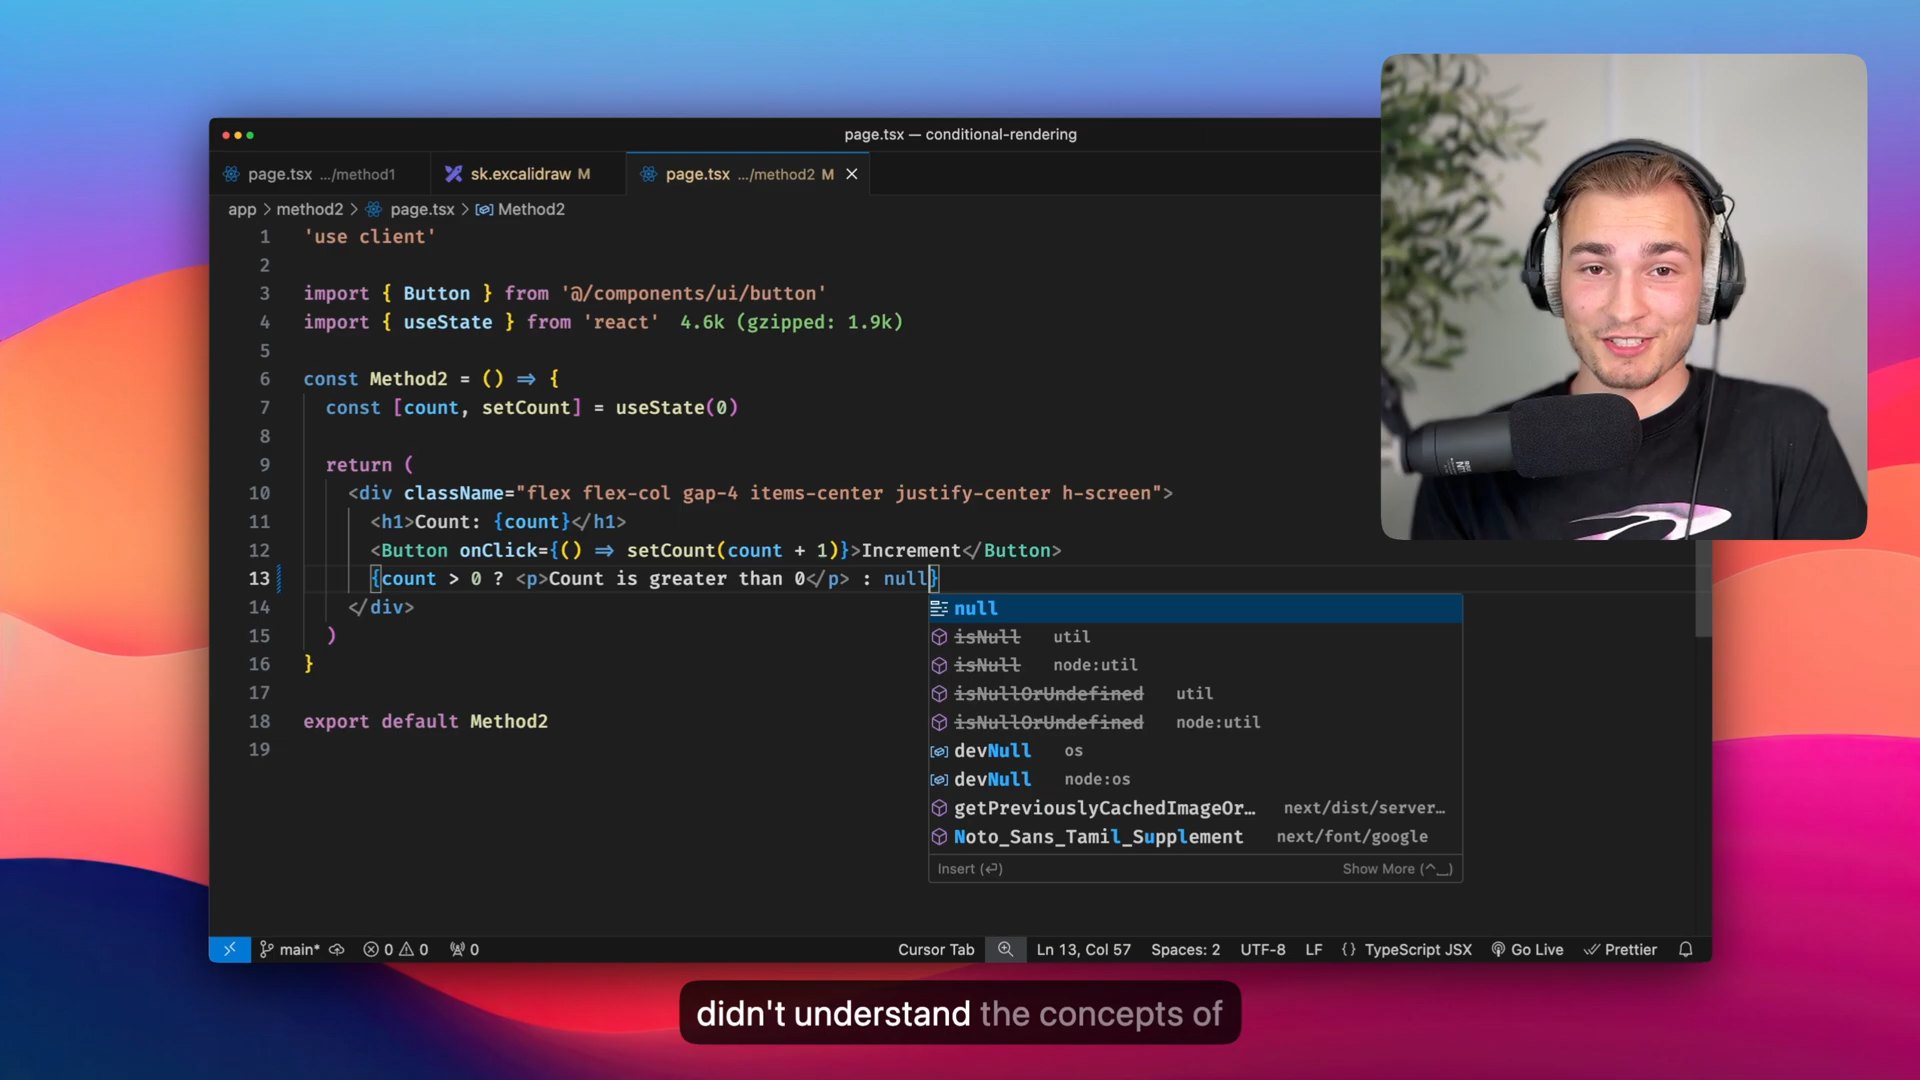 page.tsx — conditional-rendering
page.tsx .../method1
sk.excalidraw M
page.tsx .../method2 M
app > method2 > page.tsx > Method2
1 'use client'
2
3 import { Button } from '@/components/ui/button'
4 import { useState } from 'react' 4.6k (gzipped: 1.9k)
5
6 const Method2 = () => {
7 const [count, setCount] = useState(0)
8
9 return (
10 <div className="flex flex-col gap-4 items-center justify-center h-screen">
11 <h1>Count: {count}</h1>
12 <Button onClick={() => setCount(count + 1)}>Increment</Button>
13 {count > 0 ? <p>Count is greater than 0</p> : null}
14 </div>
15 )
16 }
17
18 export default Method2
19
null
isNull util
isNull node:util
isNullOrUndefined util
isNullOrUndefined node:util
devNull os
devNull node:os
getPreviouslyCachedImageOr... next/dist/server...
Noto_Sans_Tamil_Supplement next/font/google
Insert (⏎) Show More (^⎵)
main* 0 0 0 Cursor Tab Ln 13, Col 57 Spaces: 2 UTF-8 LF {} TypeScript JSX Go Live Prettier
didn't understand the concepts of